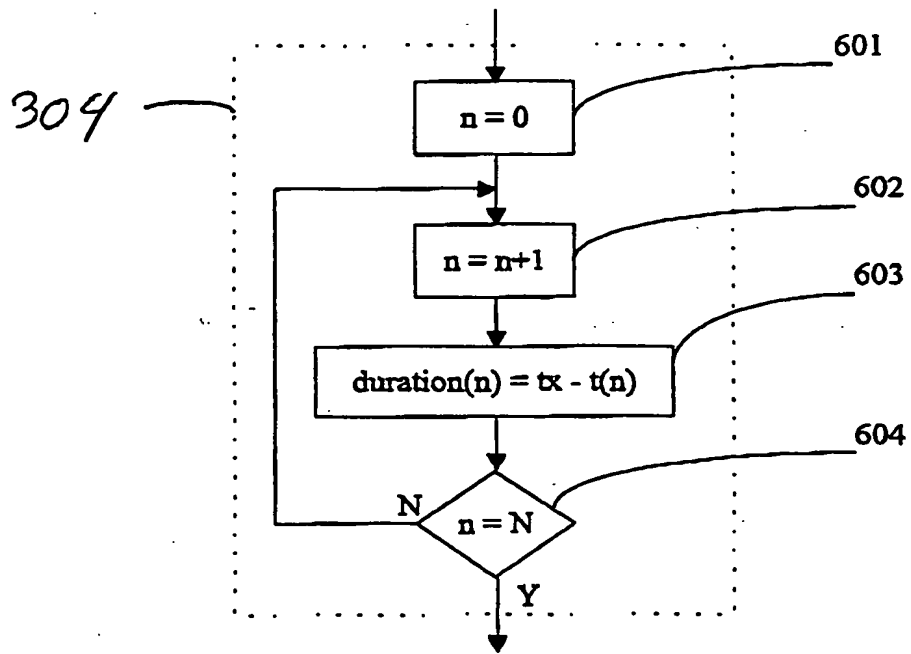 601
304
n = 0
602
n = n+1
603
duration(n) = tx - t(n)
604
N
n = N
Y